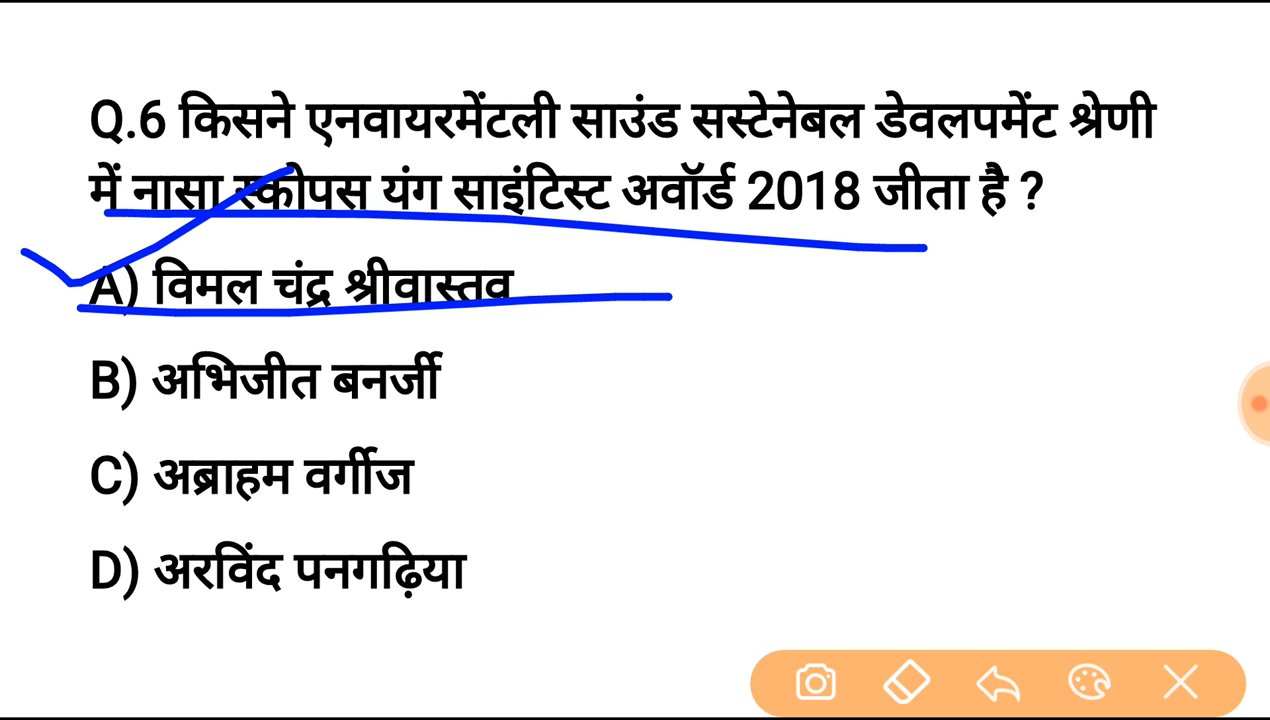 Q.6 किसने एनवायरमेंटली साउंड सस्टेनेबल डेवलपमेंट श्रेणी
में नासा स्कोपस यंग साइंटिस्ट अवॉर्ड 2018 जीता है ?
A) विमल चंद्र श्रीवास्तव
B) अभिजीत बनर्जी
C) अब्राहम वर्गीज
D) अरविंद पनगढ़िया